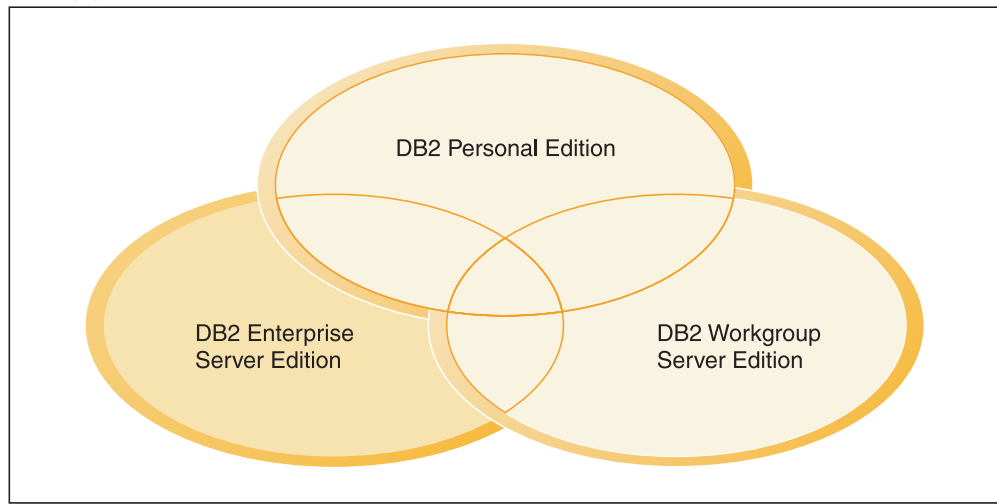 DB2 Personal Edition
DB2 Enterprise
Server Edition
DB2 Workgroup
Server Edition